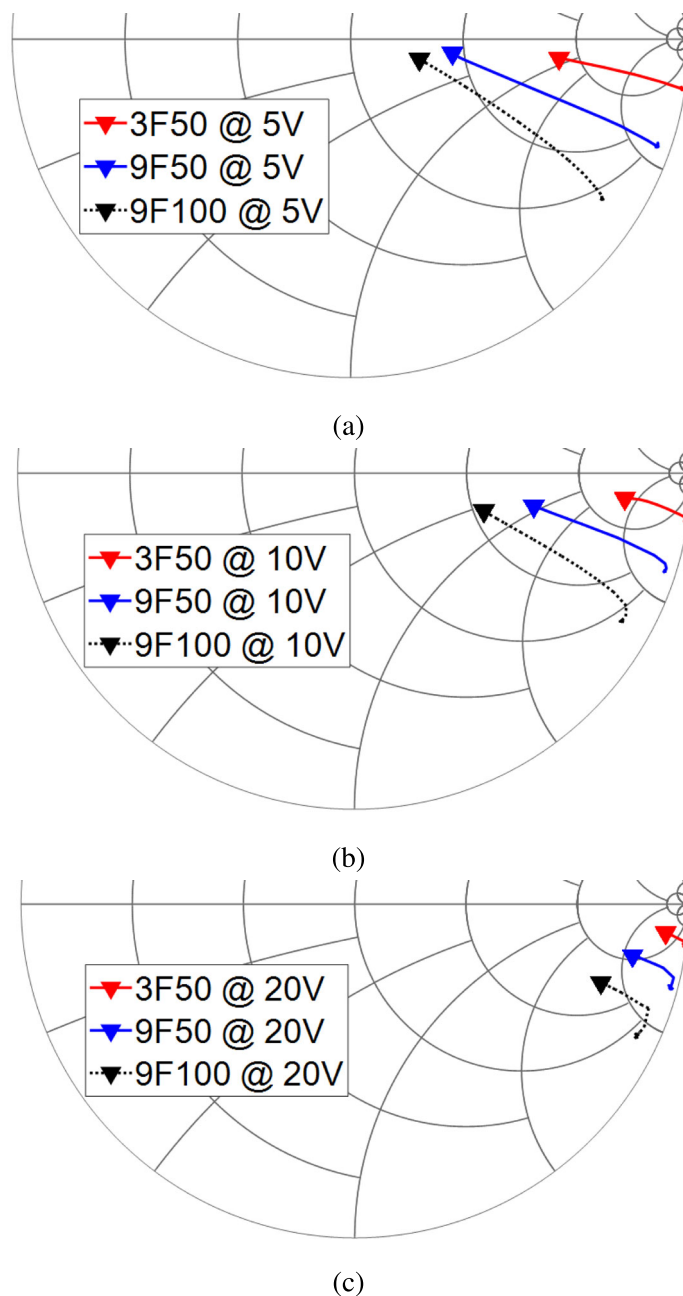 3F50 @ 5V
9F50 @ 5V
9F100 @ 5V
(a)
3F50 @ 10V
9F50 @ 10V
9F100 @ 10V
(b)
3F50 @ 20V
9F50 @ 20V
9F100 @ 20V
(c)